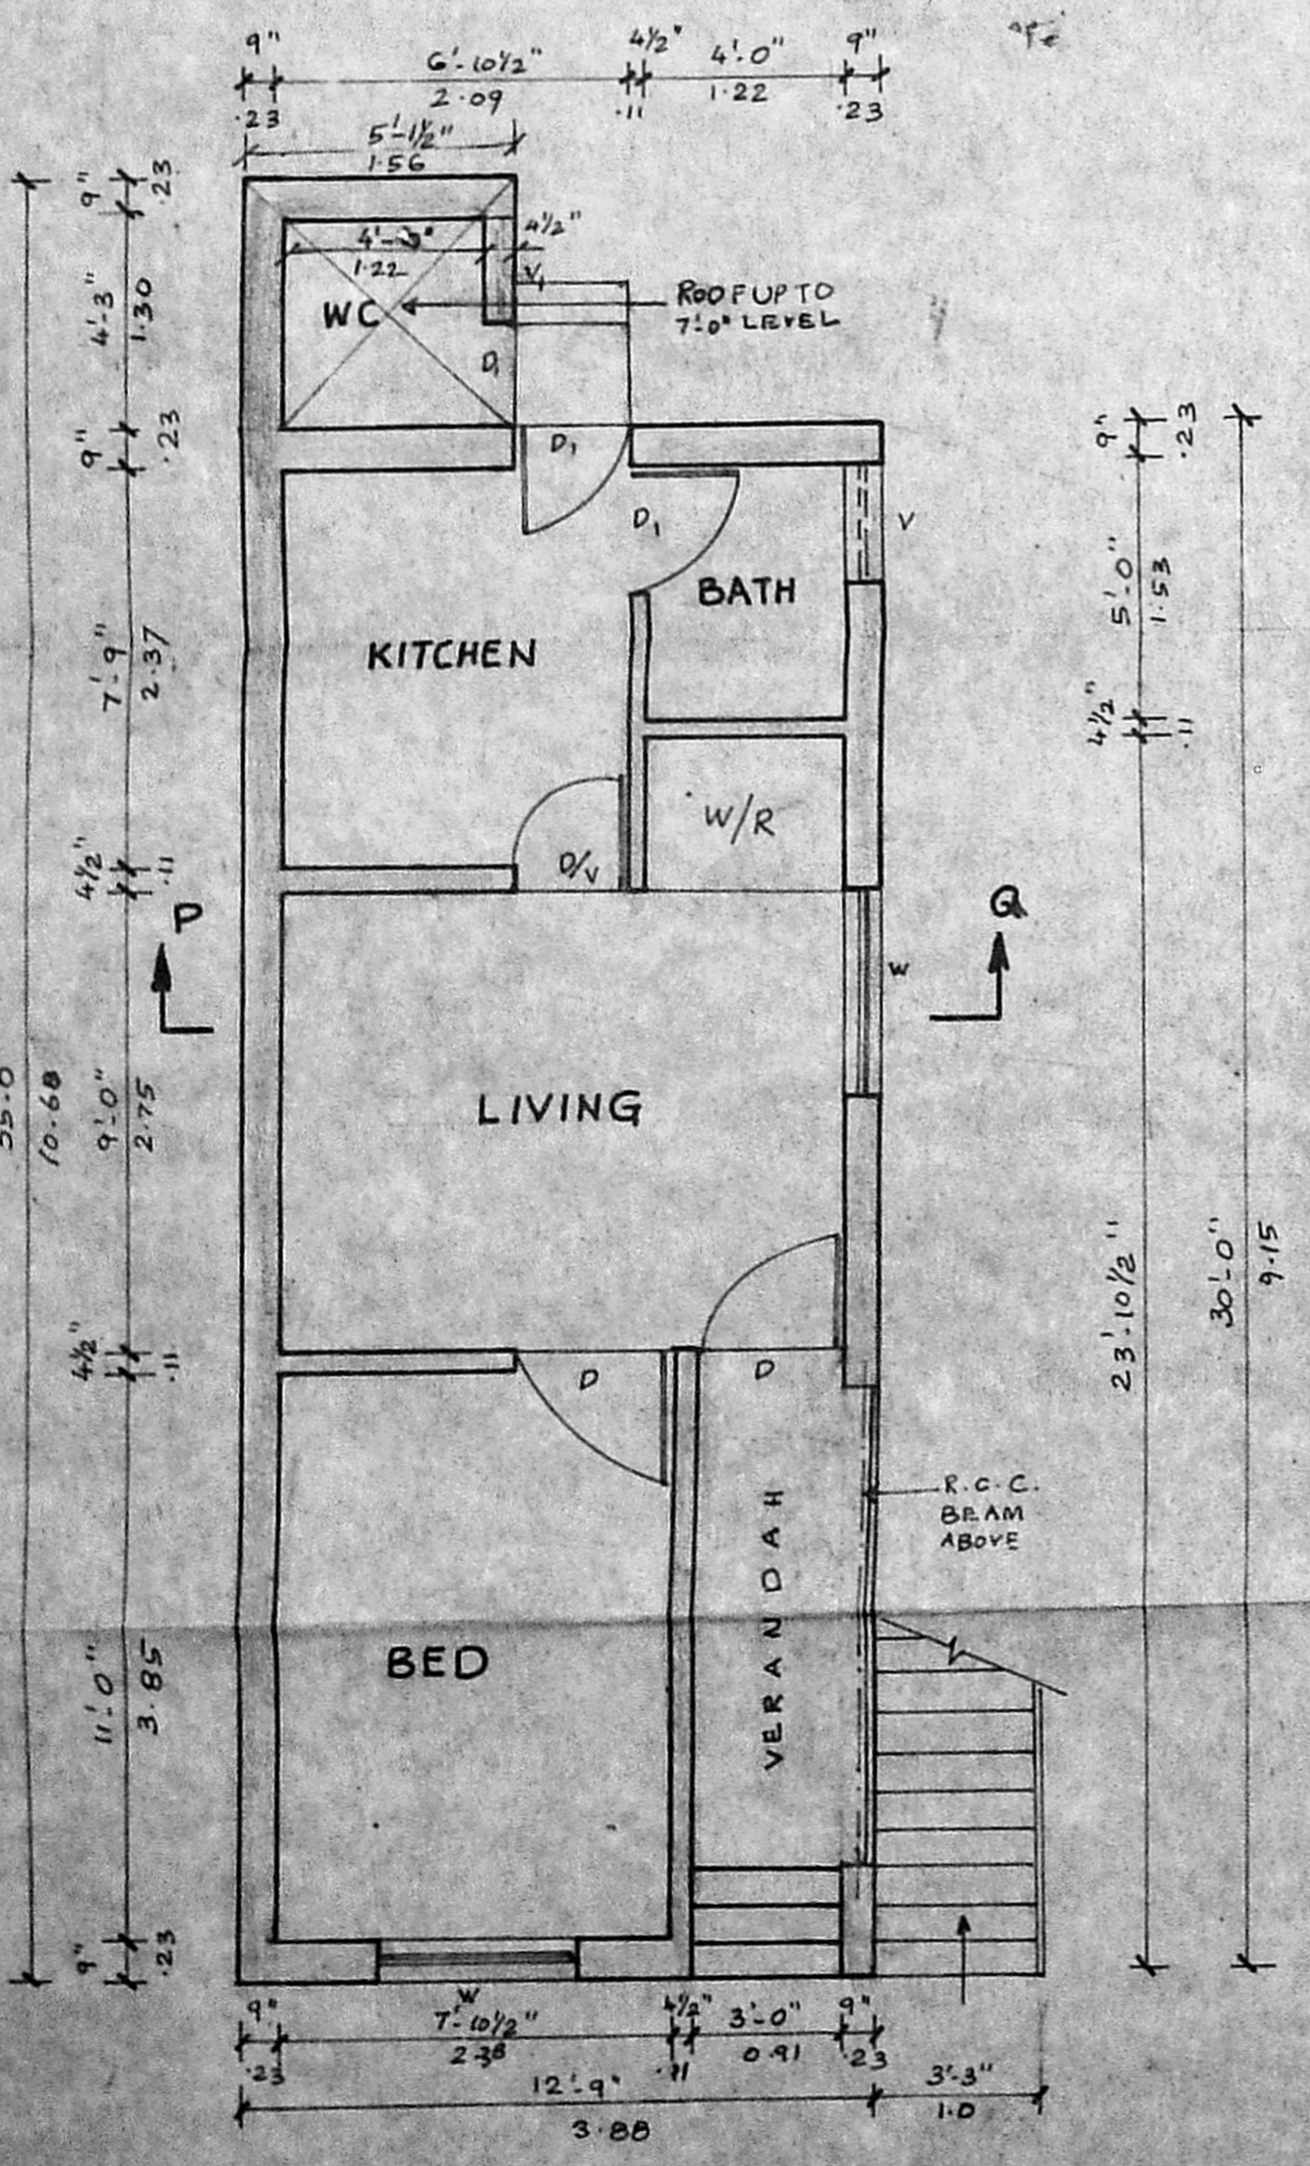 9"
6'-10½"
4½"
4'-0"
9"
.23
2.09
.11
1.22
.23
5'-1½"
1.56
9"
.23
4'-3"
1.30
9"
.23
7'-9"
2.37
4½"
.11
9'-0"
2.75
4½"
.11
11'-0"
3.85
9"
.23
10.68
1.22
4½"
V1
WC
ROOF UP TO
7'-0" LEVEL
D1
D1
D1
V
BATH
KITCHEN
W/R
D/V
P
Q
W
LIVING
D
D
VERANDAH
BED
R.C.C.
BEAM
ABOVE
9"
.23
5'-0"
1.53
4½"
.11
23'-10½"
30'-0"
9.15
W
9"
7'-10½"
4½"
3'-0"
9"
.23
.11
0.91
.23
12'-9"
3.88
3'-3"
1.0